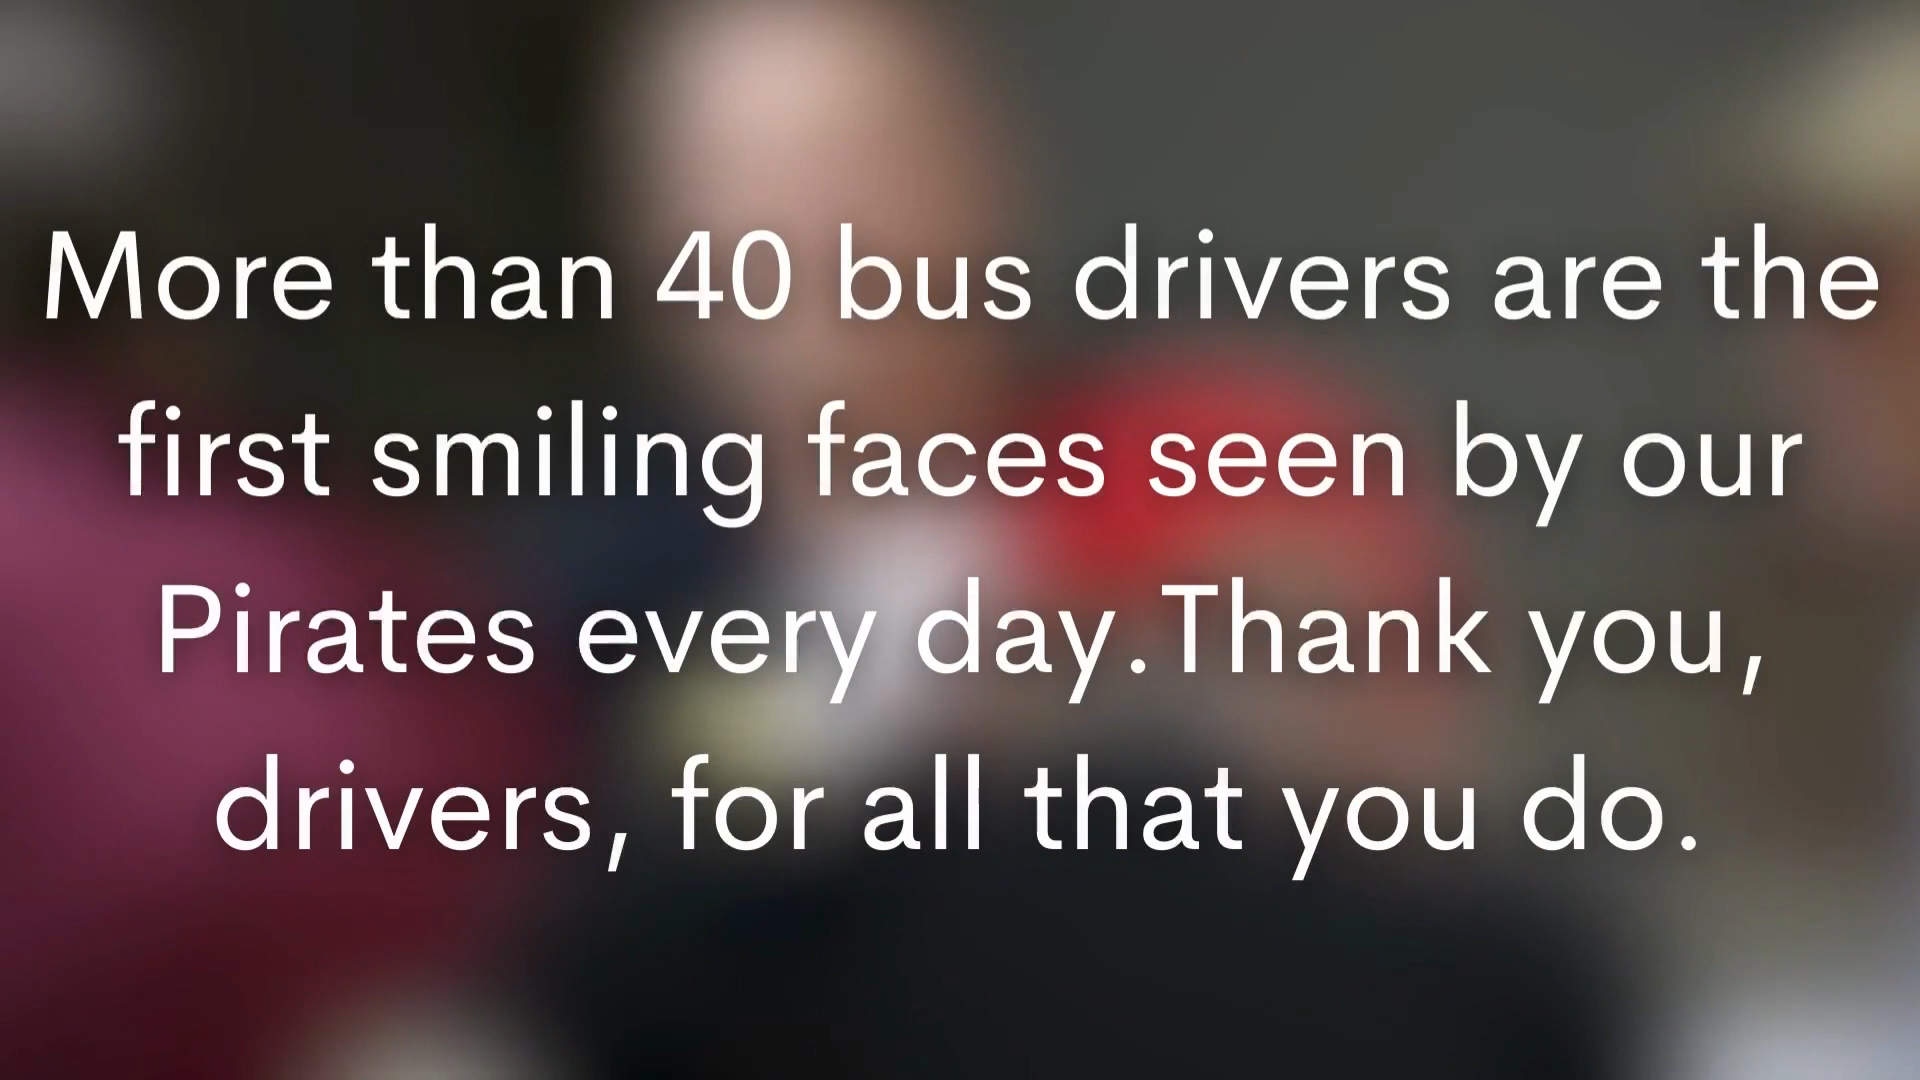 More than 40 bus drivers are the
first smiling faces seen by our
Pirates every day.Thank you,
drivers, for all that you do.